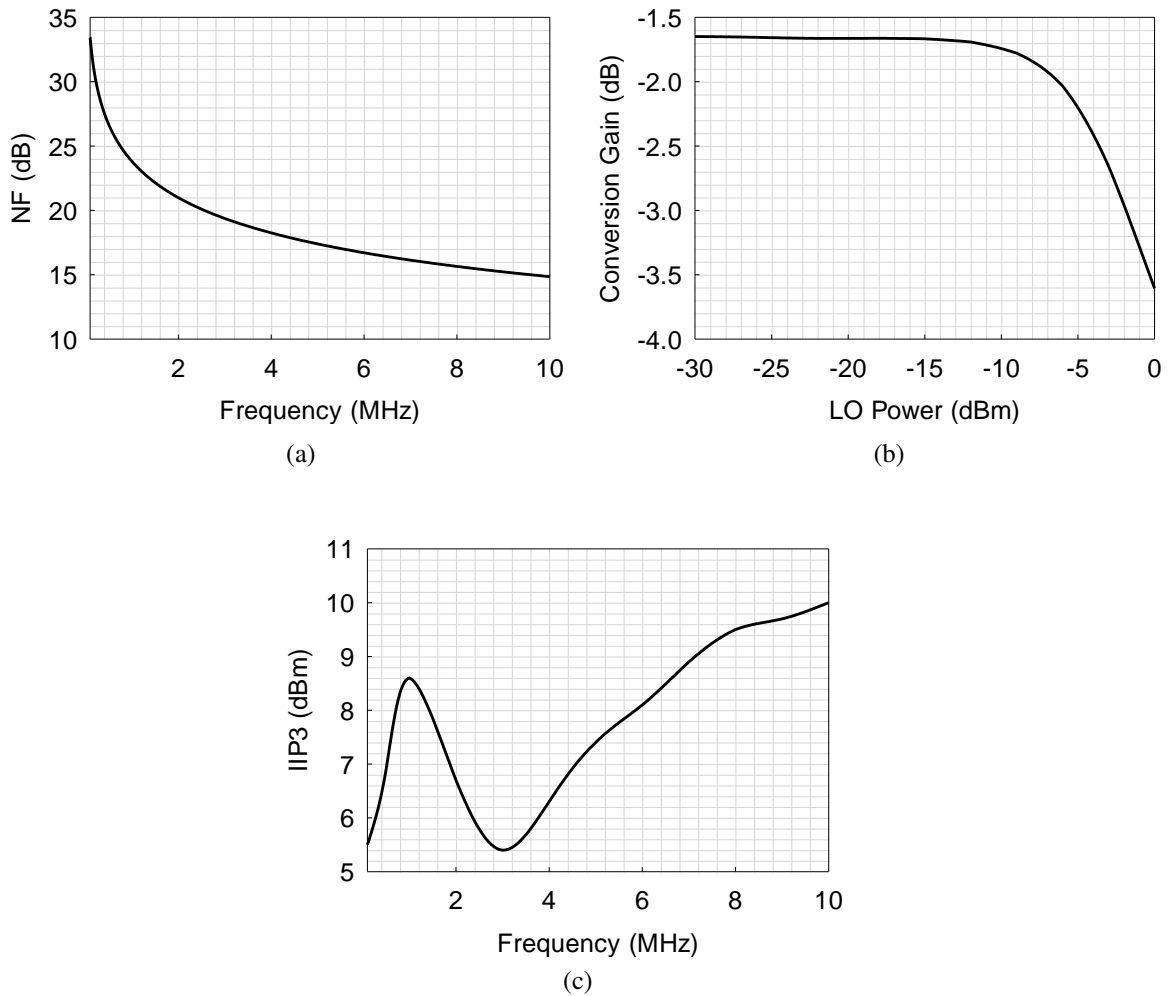 35
30
25
20
15
10
NF (dB)
2 4 6 8 10
Frequency (MHz)
(a)
-1.5
-2.0
-2.5
-3.0
-3.5
-4.0
Conversion Gain (dB)
-30 -25 -20 -15 -10 -5 0
LO Power (dBm)
(b)
11
10
9
8
7
6
5
IIP3 (dBm)
2 4 6 8 10
Frequency (MHz)
(c)